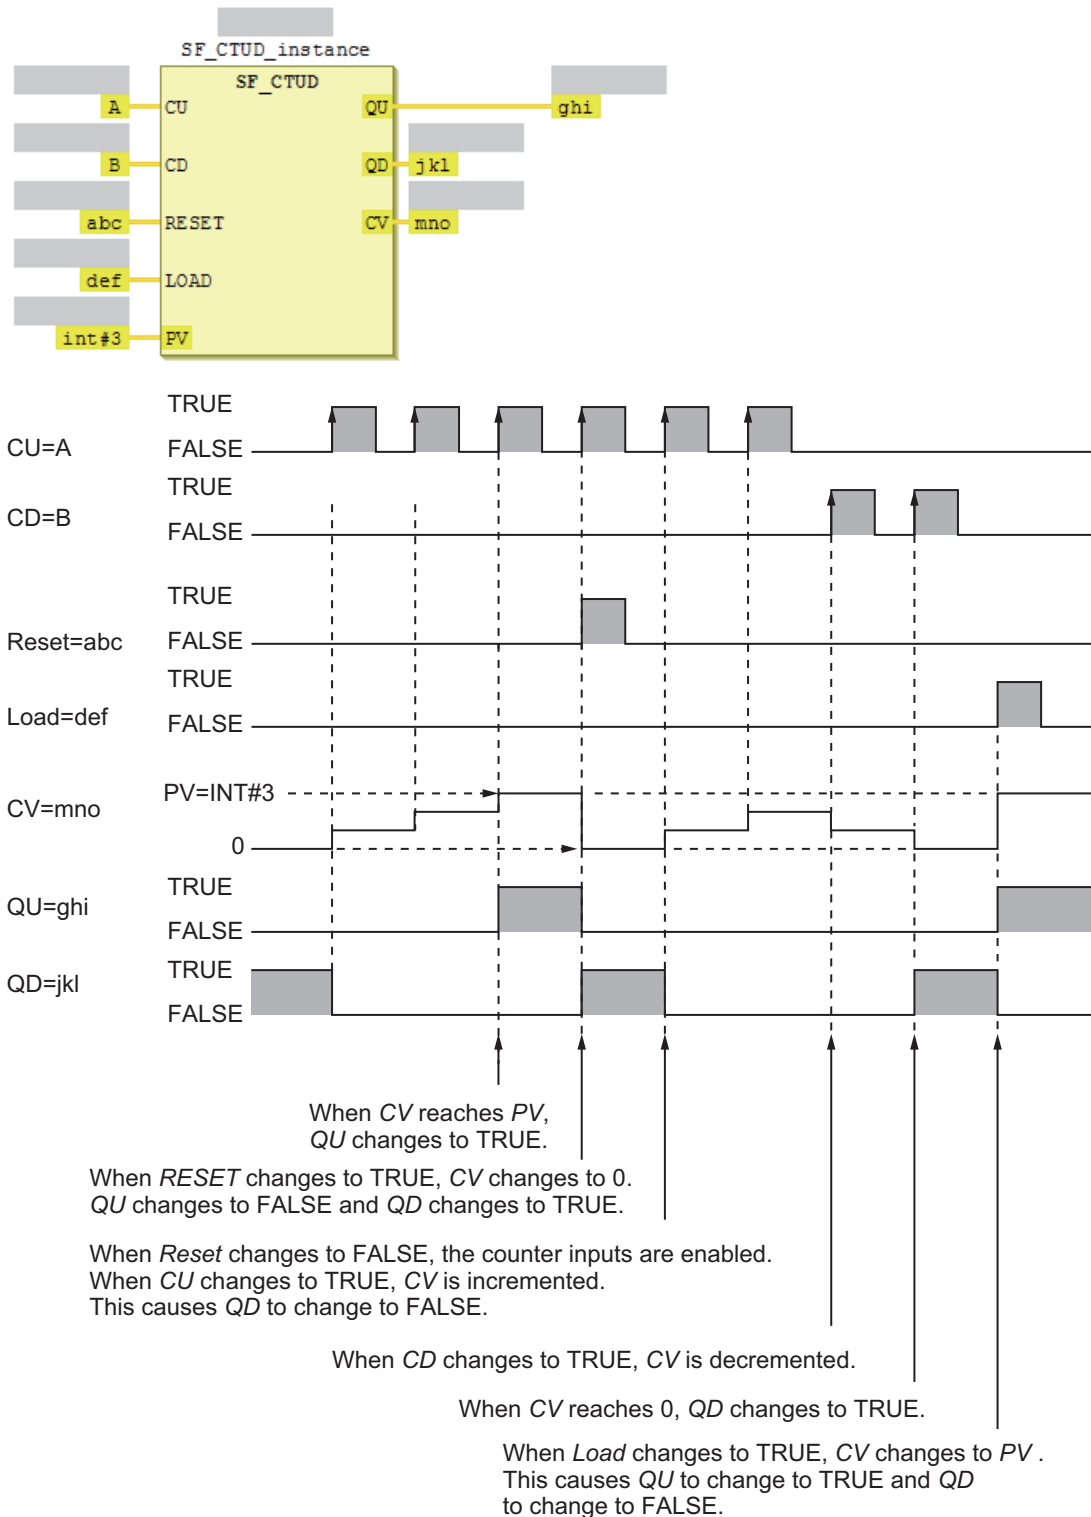 SF_CTUD_instance
SF_CTUD
A CU QU ghi
B CD QD jkl
abc RESET CV mno
def LOAD
int#3 PV
TRUE
CU=A FALSE
TRUE
CD=B
FALSE
TRUE
Reset=abc FALSE
TRUE
Load=def FALSE
PV=INT#3
CV=mno
0
TRUE
QU=ghi
FALSE
TRUE
QD=jkl
FALSE
When CV reaches PV,
QU changes to TRUE.
When RESET changes to TRUE, CV changes to 0.
QU changes to FALSE and QD changes to TRUE.
When Reset changes to FALSE, the counter inputs are enabled.
When CU changes to TRUE, CV is incremented.
This causes QD to change to FALSE.
When CD changes to TRUE, CV is decremented.
When CV reaches 0, QD changes to TRUE.
When Load changes to TRUE, CV changes to PV .
This causes QU to change to TRUE and QD
to change to FALSE.